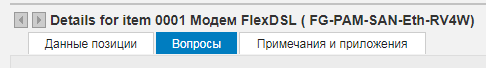 Details for item 0001 Модем FlexDSL ( FG-PAM-SAN-Eth-RV4W)
Данные позиции Вопросы Примечания и приложения